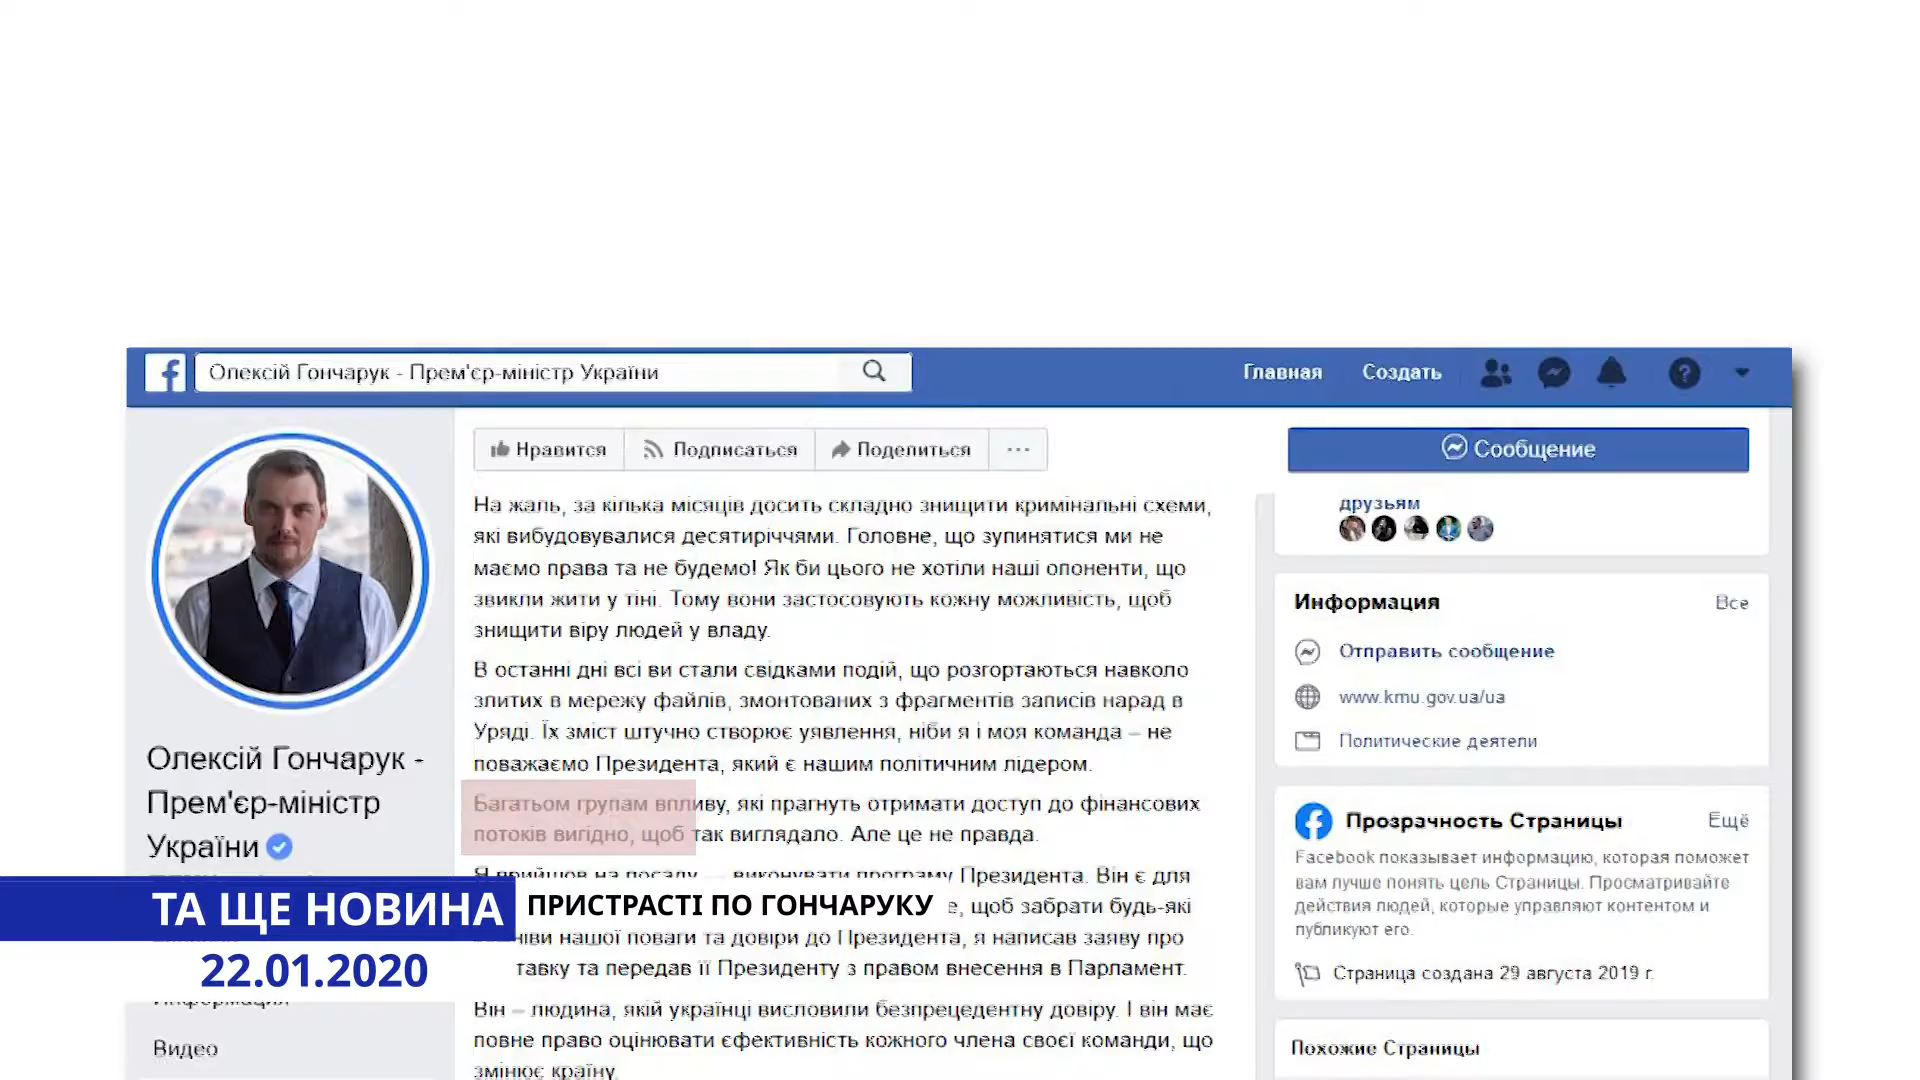 Олексій Гончарук - Прем'єр-міністр України
Главная
Создать
Нравится
Подписаться
Поделиться
Сообщение
На жаль, за кілька місяців досить складно знищити кримінальні схеми,
які вибудовувалися десятиріччями. Головне, що зупинятися ми не
маємо права та не будемо! Як би цього не хотіли наші опоненти, що
звикли жити у тіні. Тому вони застосовують кожну можливість, щоб
знищити віру людей у владу.
В останні дні всі ви стали свідками подій, що розгортаються навколо
злитих в мережу файлів, змонтованих з фрагментів записів нарад в
Уряді. Їх зміст штучно створює уявлення, ніби я і моя команда – не
поважаємо Президента, який є нашим політичним лідером.
Багатьом групам впливу, які прагнуть отримати доступ до фінансових
потоків вигідно, щоб так виглядало. Але це не правда.
Я прийшов на посаду — виконувати програму Президента. Він є для
щоб забрати будь-які
нашої поваги та довіри до Президента, я написав заяву про
та передав її Президенту з правом внесення в Парламент.
Він – людина, якій українці висловили безпрецедентну довіру. І він має
повне право оцінювати ефективність кожного члена своєї команди, що
змінює країну.
Олексій Гончарук -
Прем'єр-міністр
України
ТА ЩЕ НОВИНА
ПРИСТРАСТІ ПО ГОНЧАРУКУ
22.01.2020
Информация
Видео
друзьям
Информация
Все
Отправить сообщение
www.kmu.gov.ua/ua
Политические деятели
Прозрачность Страницы
Ещё
Facebook показывает информацию, которая поможет
вам лучше понять цель Страницы. Просматривайте
действия людей, которые управляют контентом и
публикуют его.
Страница создана 29 августа 2019 г.
Похожие Страницы